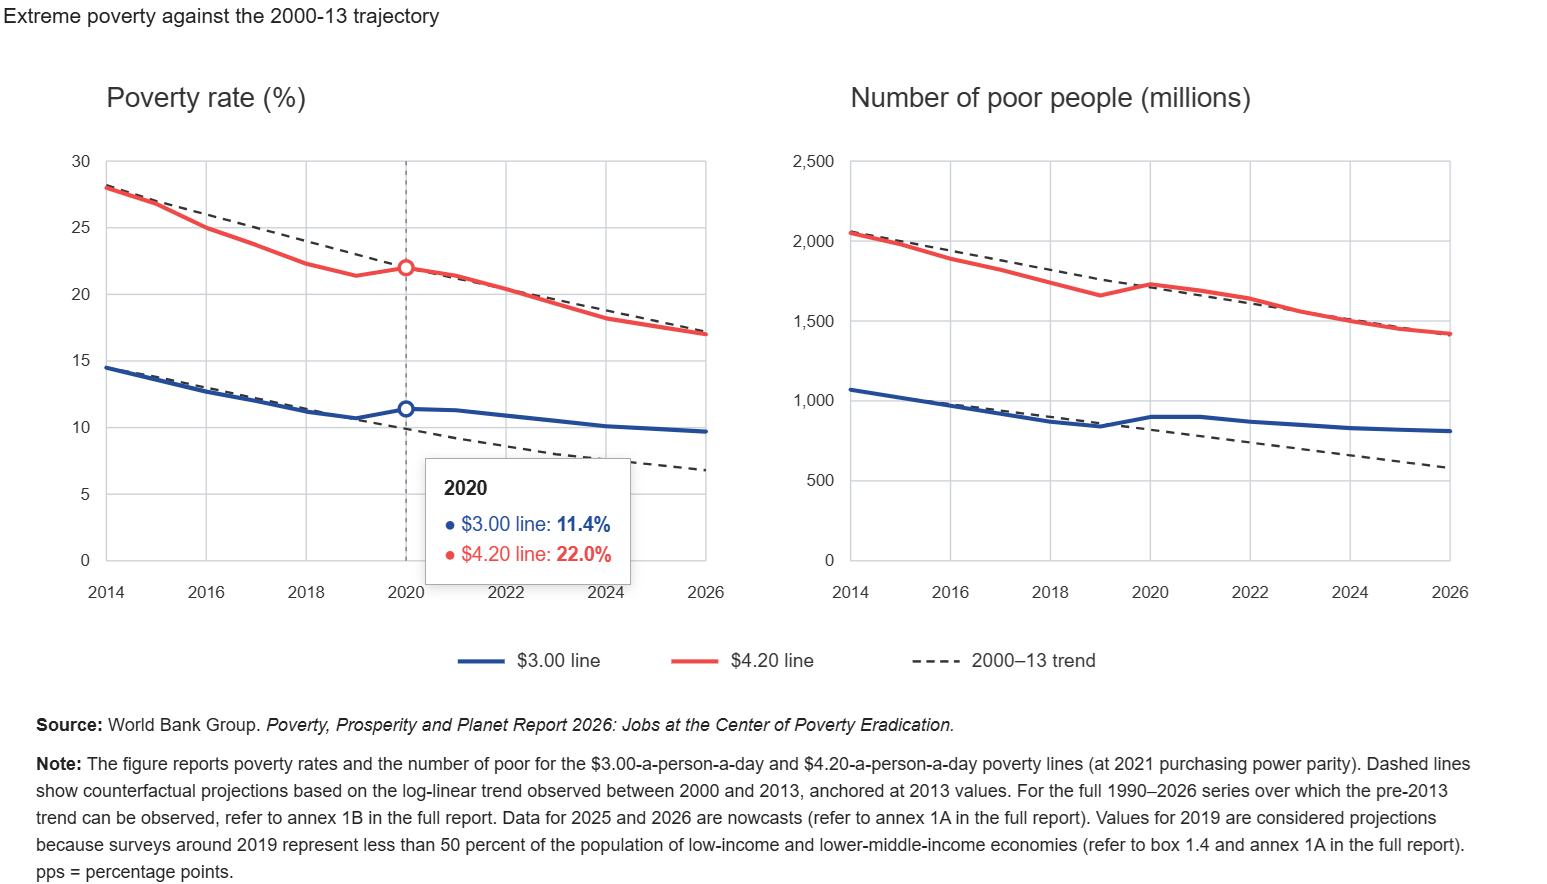 Extreme poverty against the 2000-13 trajectory
Poverty rate (%)
Number of poor people (millions)
30
25
20
15
10
5
0
2014 2016 2018 2020 2022 2024 2026
2020
● $3.00 line: 11.4%
● $4.20 line: 22.0%
2,500
2,000
1,500
1,000
500
0
2014 2016 2018 2020 2022 2024 2026
$3.00 line $4.20 line 2000–13 trend
Source: World Bank Group. Poverty, Prosperity and Planet Report 2026: Jobs at the Center of Poverty Eradication.
Note: The figure reports poverty rates and the number of poor for the $3.00-a-person-a-day and $4.20-a-person-a-day poverty lines (at 2021 purchasing power parity). Dashed lines
show counterfactual projections based on the log-linear trend observed between 2000 and 2013, anchored at 2013 values. For the full 1990–2026 series over which the pre-2013
trend can be observed, refer to annex 1B in the full report. Data for 2025 and 2026 are nowcasts (refer to annex 1A in the full report). Values for 2019 are considered projections
because surveys around 2019 represent less than 50 percent of the population of low-income and lower-middle-income economies (refer to box 1.4 and annex 1A in the full report).
pps = percentage points.